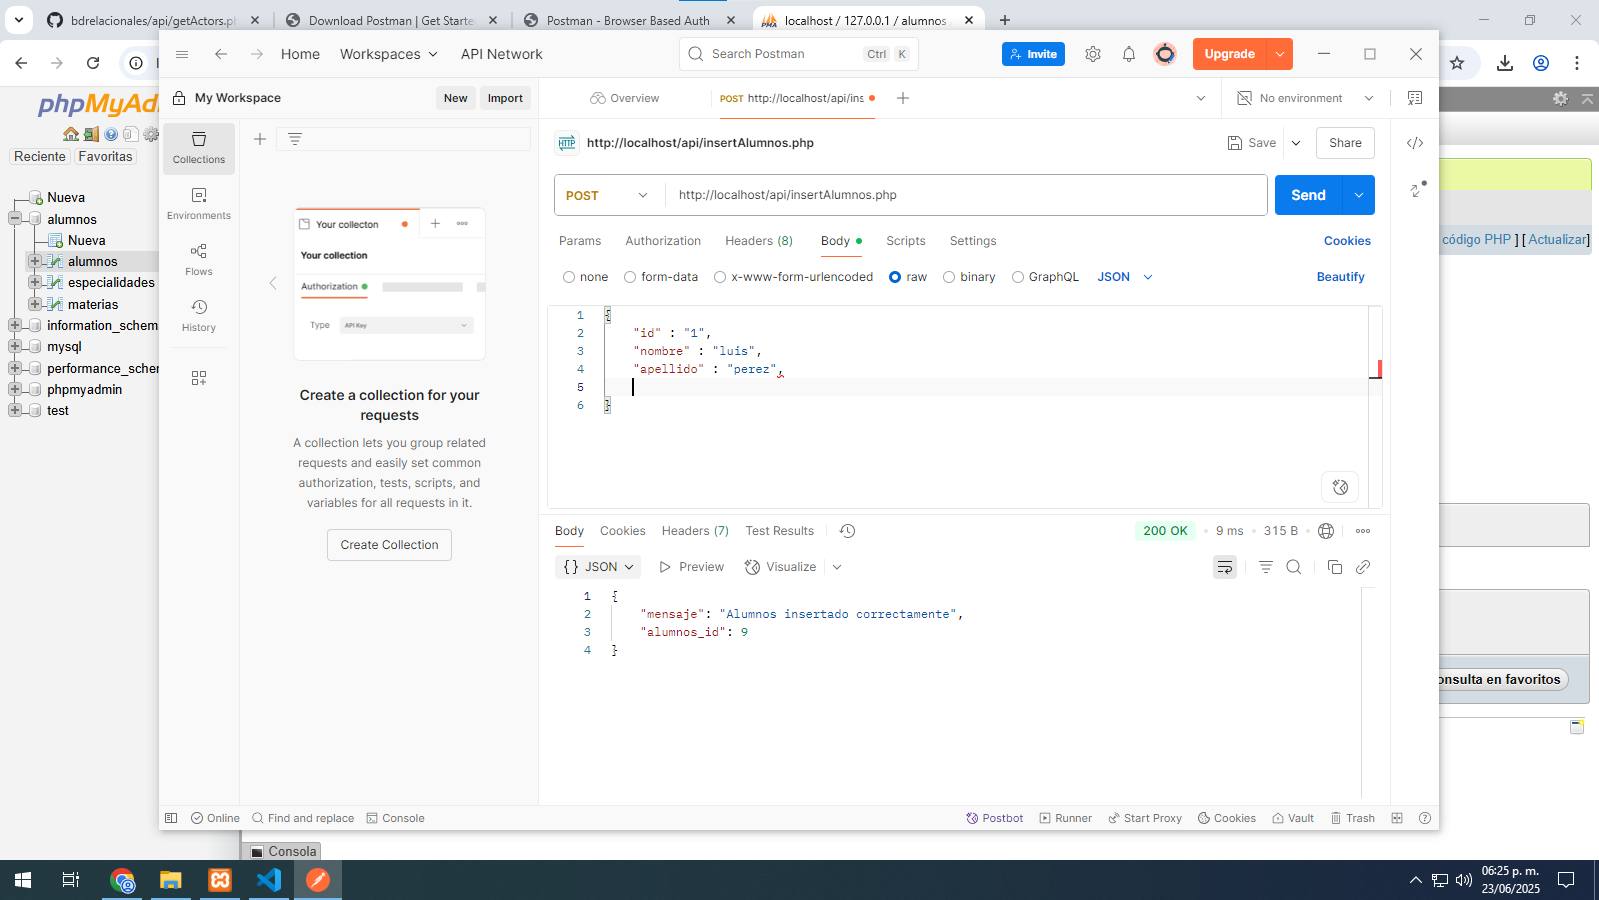 bdrelacionales/api/getActors.ph
Download Postman | Get Starte
Postman - Browser Based Auth
localhost / 127.0.0.1 / alumnos
phpMyAd
Reciente
Favoritas
Nueva
alumnos
Nueva
alumnos
especialidades
materias
information_schem
mysql
performance_scher
phpmyadmin
test
Home
Workspaces
API Network
Search Postman
Ctrl
K
Invite
Upgrade
My Workspace
New
Import
Overview
POST http://localhost/api/ins
No environment
Collections
Environments
Flows
History
Your collecton
Your collection
Authorization
Type
API Key
Create a collection for your
requests
A collection lets you group related
requests and easily set common
authorization, tests, scripts, and
variables for all requests in it.
Create Collection
HTTP
http://localhost/api/insertAlumnos.php
Save
Share
POST
http://localhost/api/insertAlumnos.php
Send
Params
Authorization
Headers (8)
Body
Scripts
Settings
Cookies
none
form-data
x-www-form-urlencoded
raw
binary
GraphQL
JSON
Beautify
1 {
2 "id" : "1",
3 "nombre" : "luis",
4 "apellido" : "perez",
5
6 }
Body
Cookies
Headers (7)
Test Results
200 OK
9 ms
315 B
{} JSON
Preview
Visualize
1 {
2 "mensaje": "Alumnos insertado correctamente",
3 "alumnos_id": 9
4 }
código PHP ] [ Actualizar]
onsulta en favoritos
Online
Find and replace
Console
Postbot
Runner
Start Proxy
Cookies
Vault
Trash
Consola
06:25 p. m.
23/06/2025